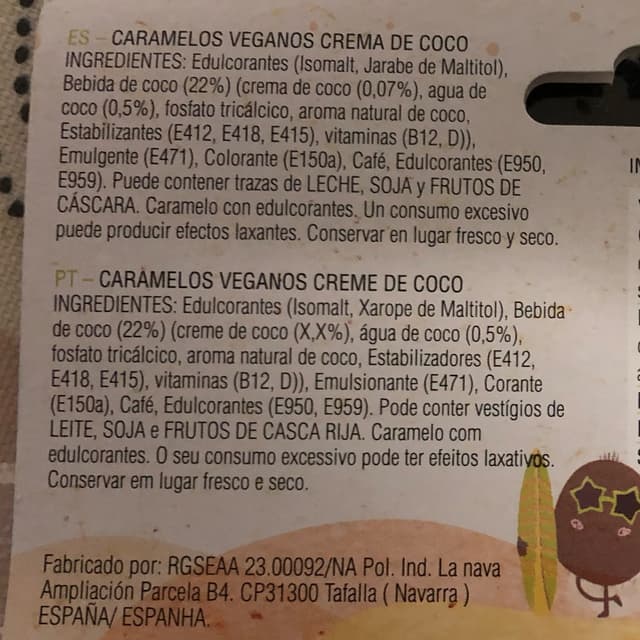 ES – CARAMELOS VEGANOS CREMA DE COCO
INGREDIENTES: Edulcorantes (Isomalt, Jarabe de Maltitol),
Bebida de coco (22%) (crema de coco (0,07%), agua de
coco (0,5%), fosfato tricálcico, aroma natural de coco,
Estabilizantes (E412, E418, E415), vitaminas (B12, D)),
Emulgente (E471), Colorante (E150a), Café, Edulcorantes (E950,
E959). Puede contener trazas de LECHE, SOJA y FRUTOS DE
CÁSCARA. Caramelo con edulcorantes. Un consumo excesivo
puede producir efectos laxantes. Conservar en lugar fresco y seco.
PT – CARAMELOS VEGANOS CREME DE COCO
INGREDIENTES: Edulcorantes (Isomalt, Xarope de Maltitol), Bebida
de coco (22%) (creme de coco (X,X%), água de coco (0,5%),
fosfato tricálcico, aroma natural de coco, Estabilizadores (E412,
E418, E415), vitaminas (B12, D)), Emulsionante (E471), Corante
(E150a), Café, Edulcorantes (E950, E959). Pode conter vestígios de
LEITE, SOJA e FRUTOS DE CASCA RIJA. Caramelo com
edulcorantes. O seu consumo excessivo pode ter efeitos laxativos.
Conservar em lugar fresco e seco.
Fabricado por: RGSEAA 23.00092/NA Pol. Ind. La nava
Ampliación Parcela B4. CP31300 Tafalla ( Navarra )
ESPAÑA/ ESPANHA.